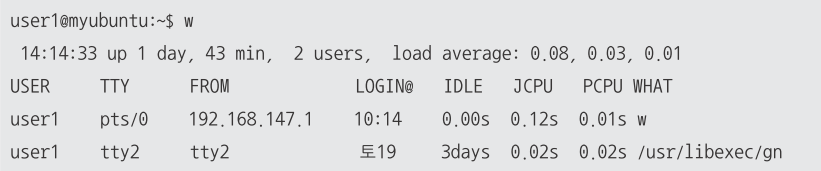 user1@myubuntu:~$ w
14:14:33 up 1 day, 43 min, 2 users, load average: 0.08, 0.03, 0.01
USER TTY FROM LOGIN@ IDLE JCPU PCPU WHAT
user1 pts/0 192.168.147.1 10:14 0.00s 0.12s 0.01s w
user1 tty2 tty2 토19 3days 0.02s 0.02s /usr/libexec/gn